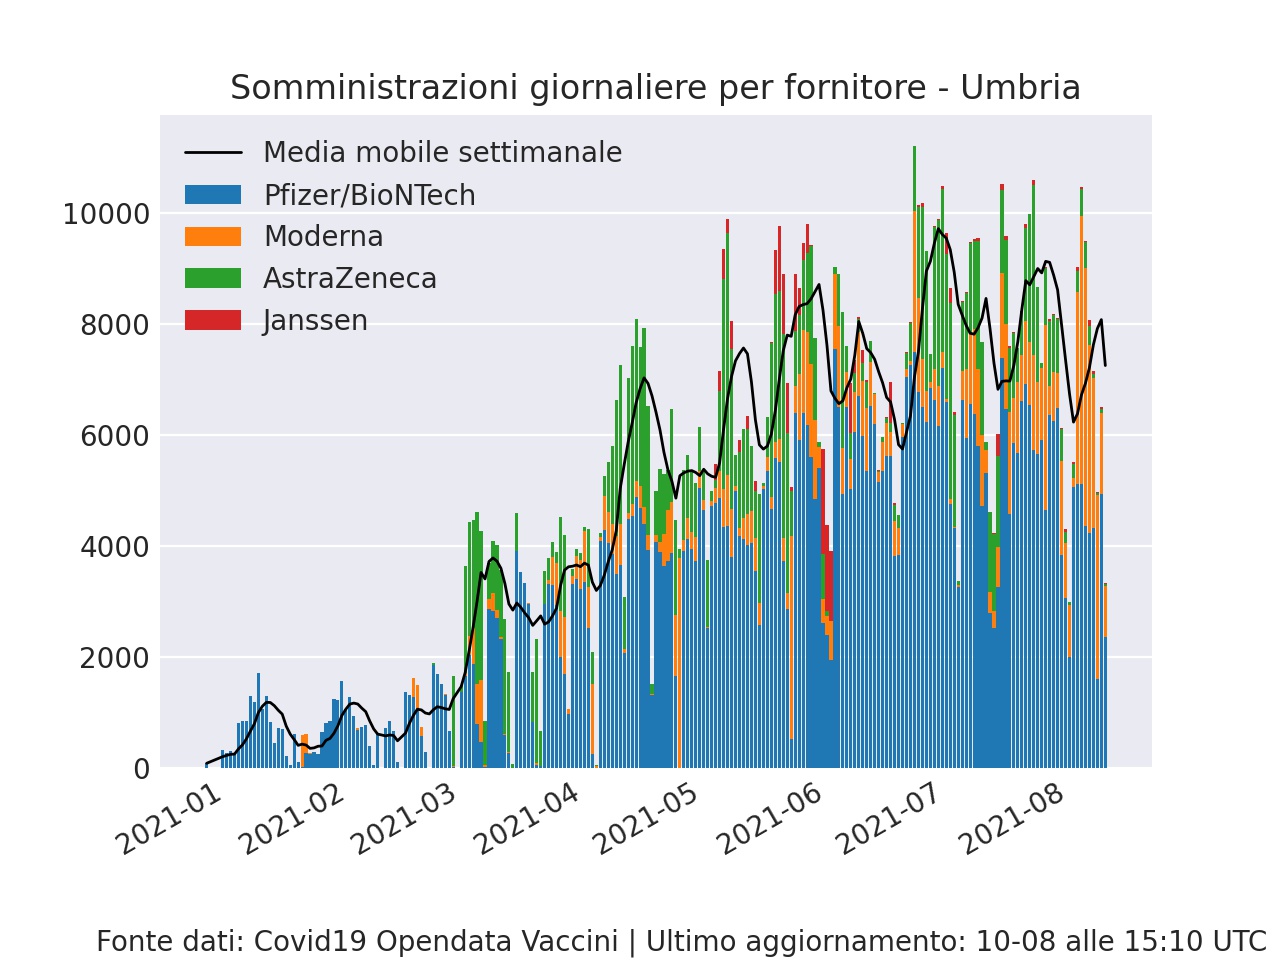 Somministrazioni giornaliere per fornitore - Umbria
Media mobile settimanale
Pfizer/BioNTech
Moderna
AstraZeneca
Janssen
10000
8000
6000
4000
2000
0
2021-01
2021-02
2021-03
2021-04
2021-05
2021-06
2021-07
2021-08
Fonte dati: Covid19 Opendata Vaccini | Ultimo aggiornamento: 10-08 alle 15:10 UTC